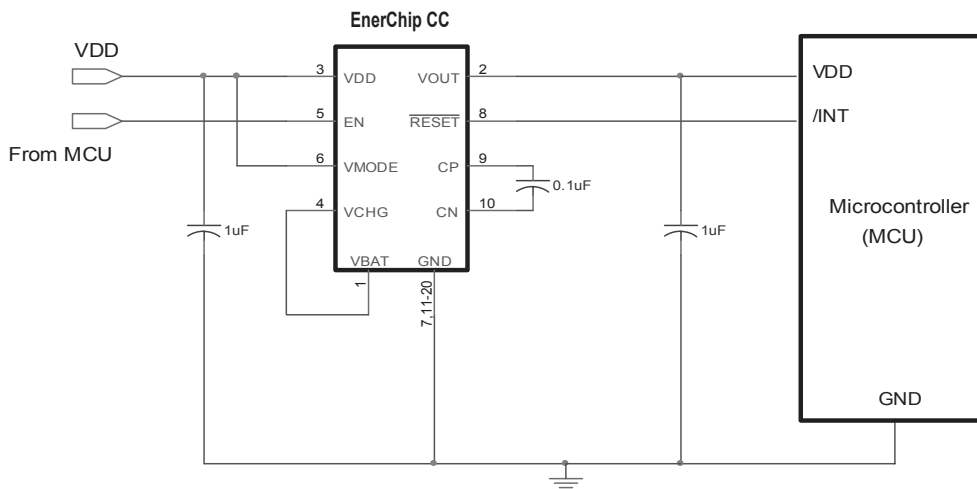 EnerChip CC
VDD
3
VDD
VOUT
2
VDD
5
EN
RESET
8
/INT
From MCU
6
VMODE
CP
9
0.1uF
4
VCHG
CN
10
1uF
1uF
Microcontroller
(MCU)
VBAT
GND
1
7,11-20
GND